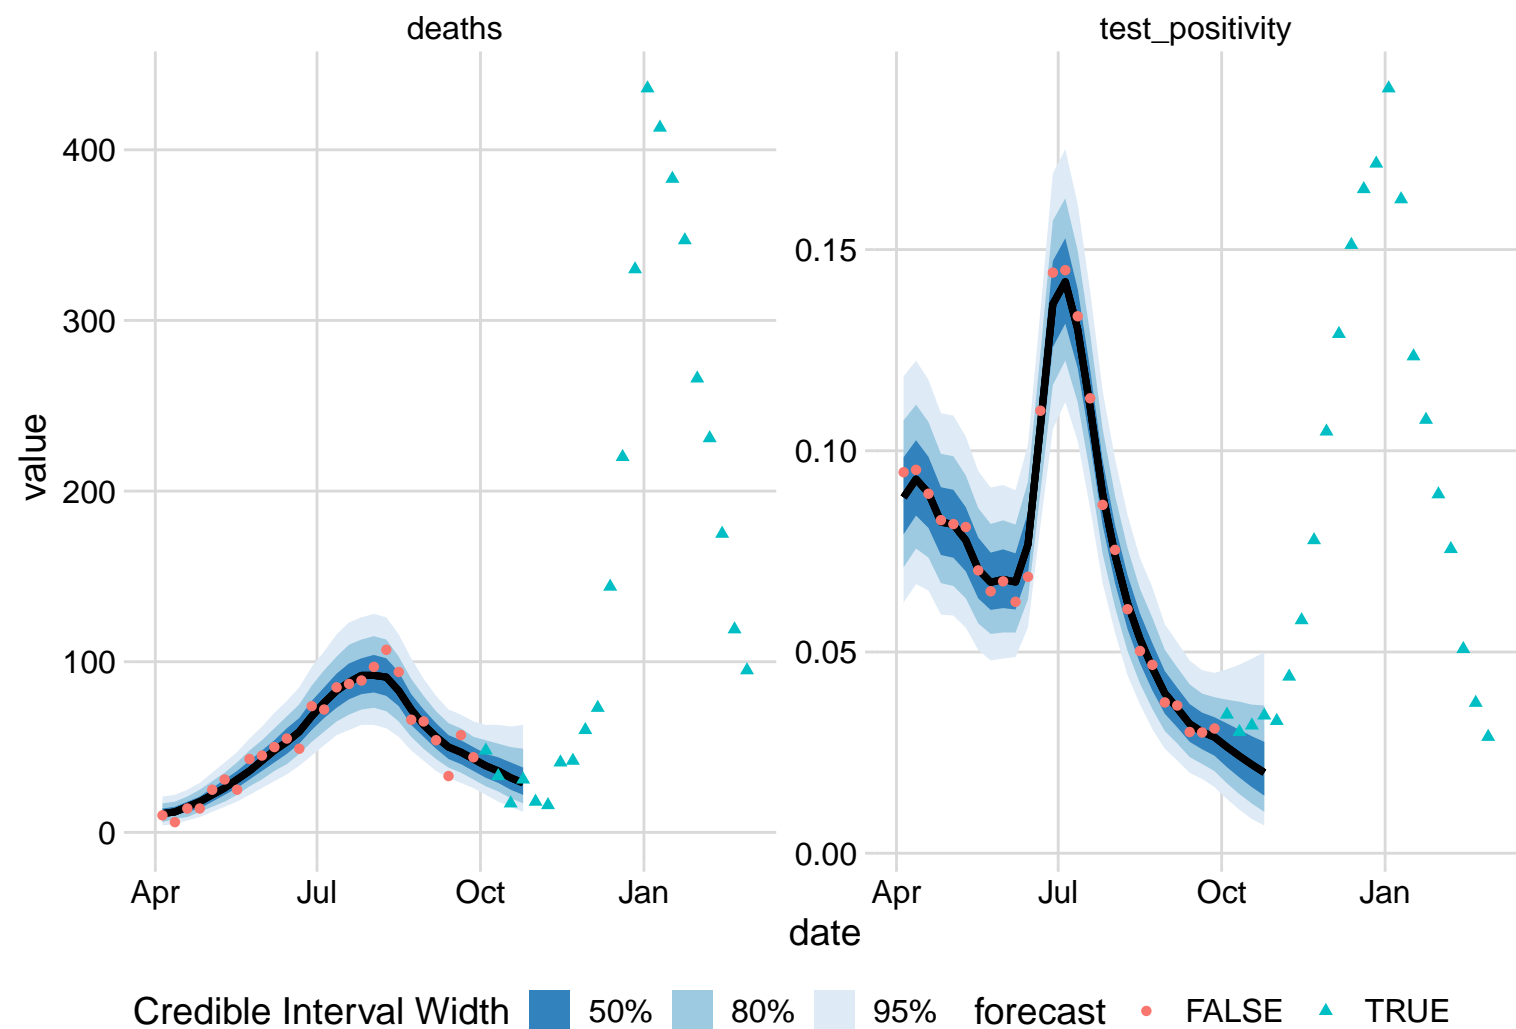 deaths
test_positivity
value
400
300
200
100
0
0.15
0.10
0.05
0.00
Apr Jul Oct Jan
Apr Jul Oct Jan
date
Credible Interval Width 50% 80% 95% forecast FALSE TRUE